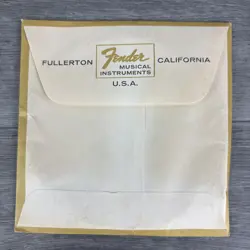 Fender
FULLERTON MUSICAL CALIFORNIA
INSTRUMENTS
U.S.A.